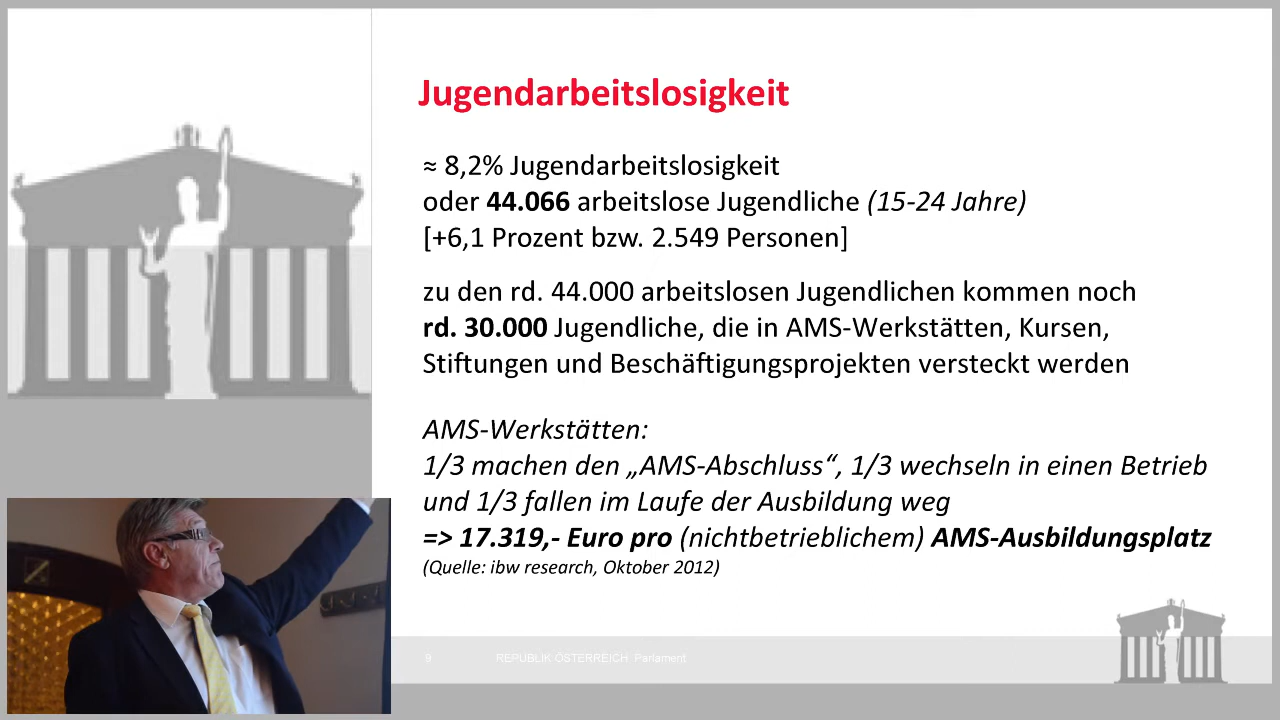 Jugendarbeitslosigkeit
≈ 8,2% Jugendarbeitslosigkeit
oder 44.066 arbeitslose Jugendliche (15-24 Jahre)
[+6,1 Prozent bzw. 2.549 Personen]
zu den rd. 44.000 arbeitslosen Jugendlichen kommen noch
rd. 30.000 Jugendliche, die in AMS-Werkstätten, Kursen,
Stiftungen und Beschäftigungsprojekten versteckt werden
AMS-Werkstätten:
1/3 machen den „AMS-Abschluss“, 1/3 wechseln in einen Betrieb
und 1/3 fallen im Laufe der Ausbildung weg
=> 17.319,- Euro pro (nichtbetrieblichem) AMS-Ausbildungsplatz
(Quelle: ibw research, Oktober 2012)
9 REPUBLIK ÖSTERREICH Parlament